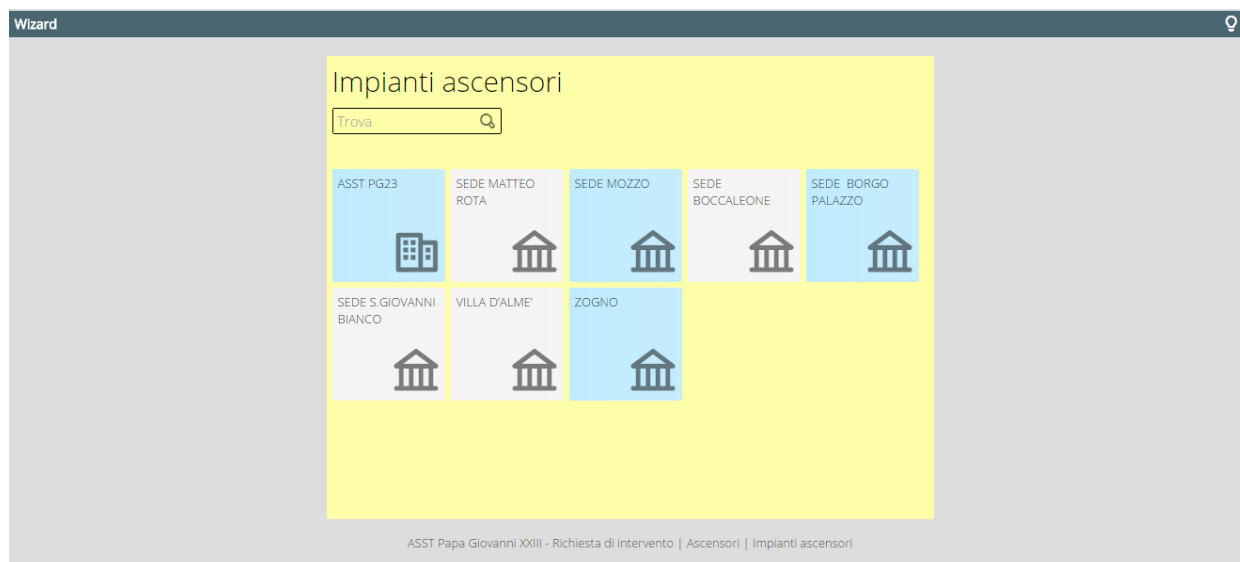 Wizard
Impianti ascensori
Trova
ASST PG23
SEDE MATTEO
ROTA
SEDE MOZZO
SEDE
BOCCALEONE
SEDE BORGO
PALAZZO
SEDE S.GIOVANNI
BIANCO
VILLA D'ALME'
ZOGNO
ASST Papa Giovanni XXIII - Richiesta di intervento | Ascensori | Impianti ascensori